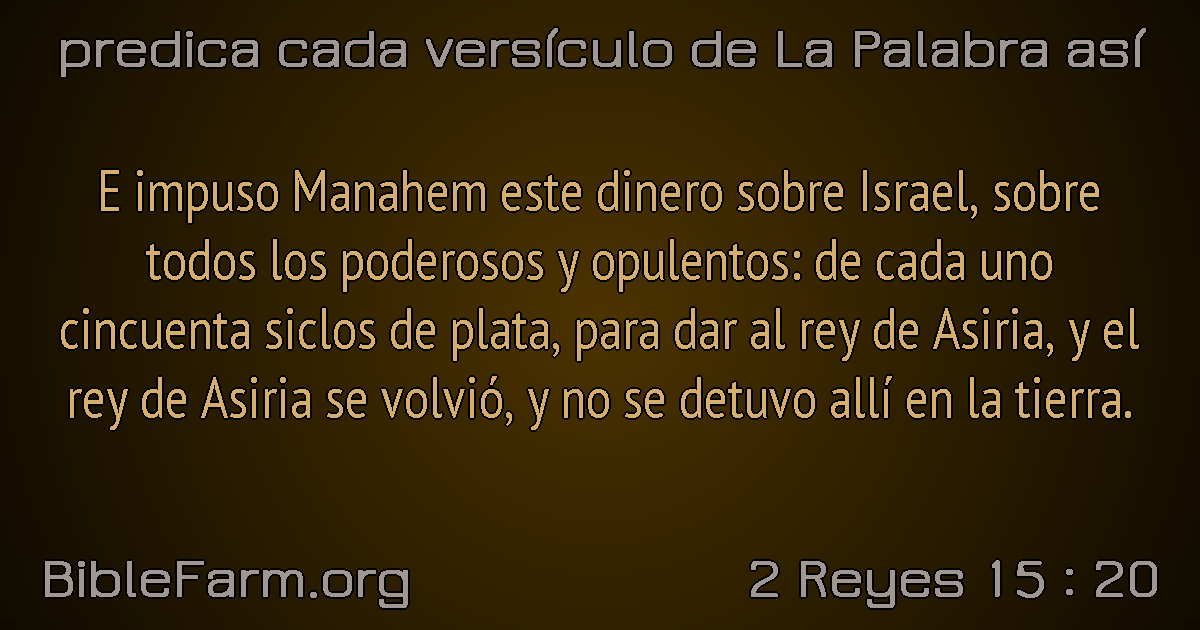 predica cada versículo de La Palabra así
E impuso Manahem este dinero sobre Israel, sobre
todos los poderosos y opulentos: de cada uno
cincuenta siclos de plata, para dar al rey de Asiria, y el
rey de Asiria se volvió, y no se detuvo allí en la tierra.
BibleFarm.org
2 Reyes 15 : 20